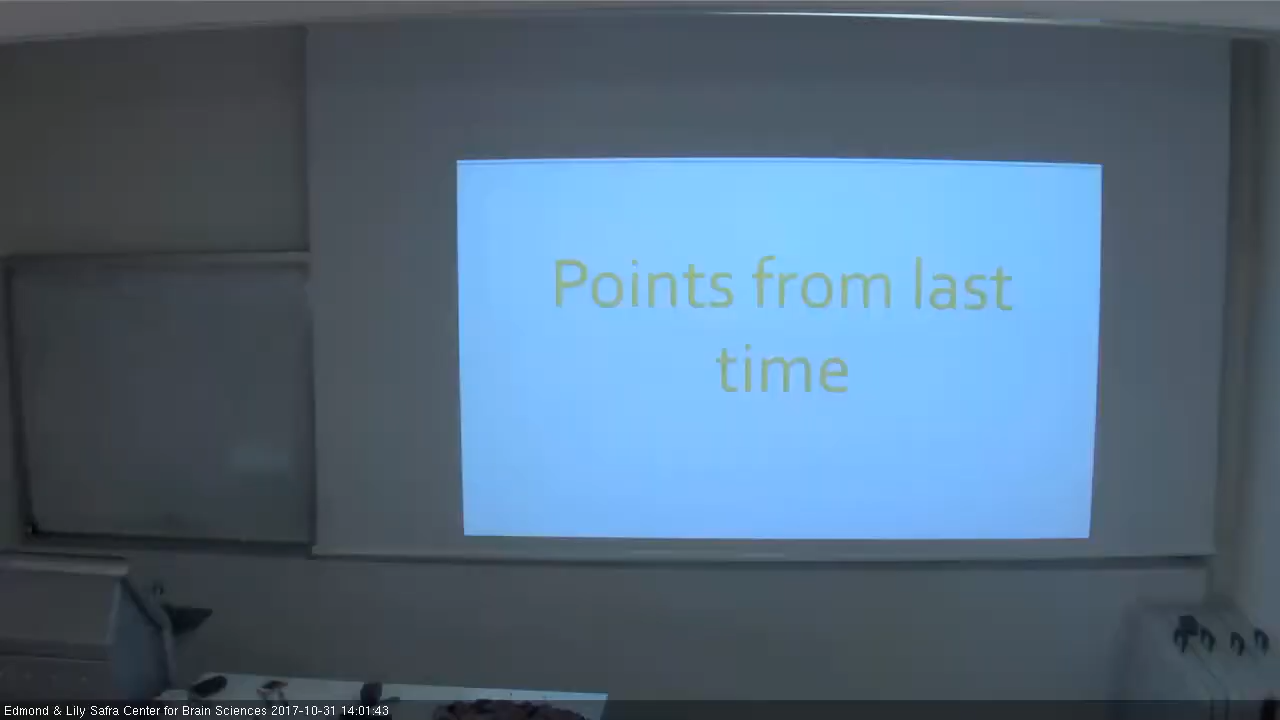 Points from last
time
Edmond & Lily Safra Center for Brain Sciences 2017-10-31 14:01:43